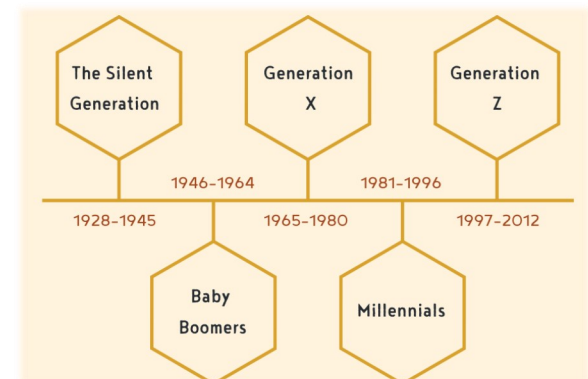 The Silent
Generation
Generation
X
Generation
Z
1946-1964
1981-1996
1928-1945
1965-1980
1997-2012
Baby
Boomers
Millennials